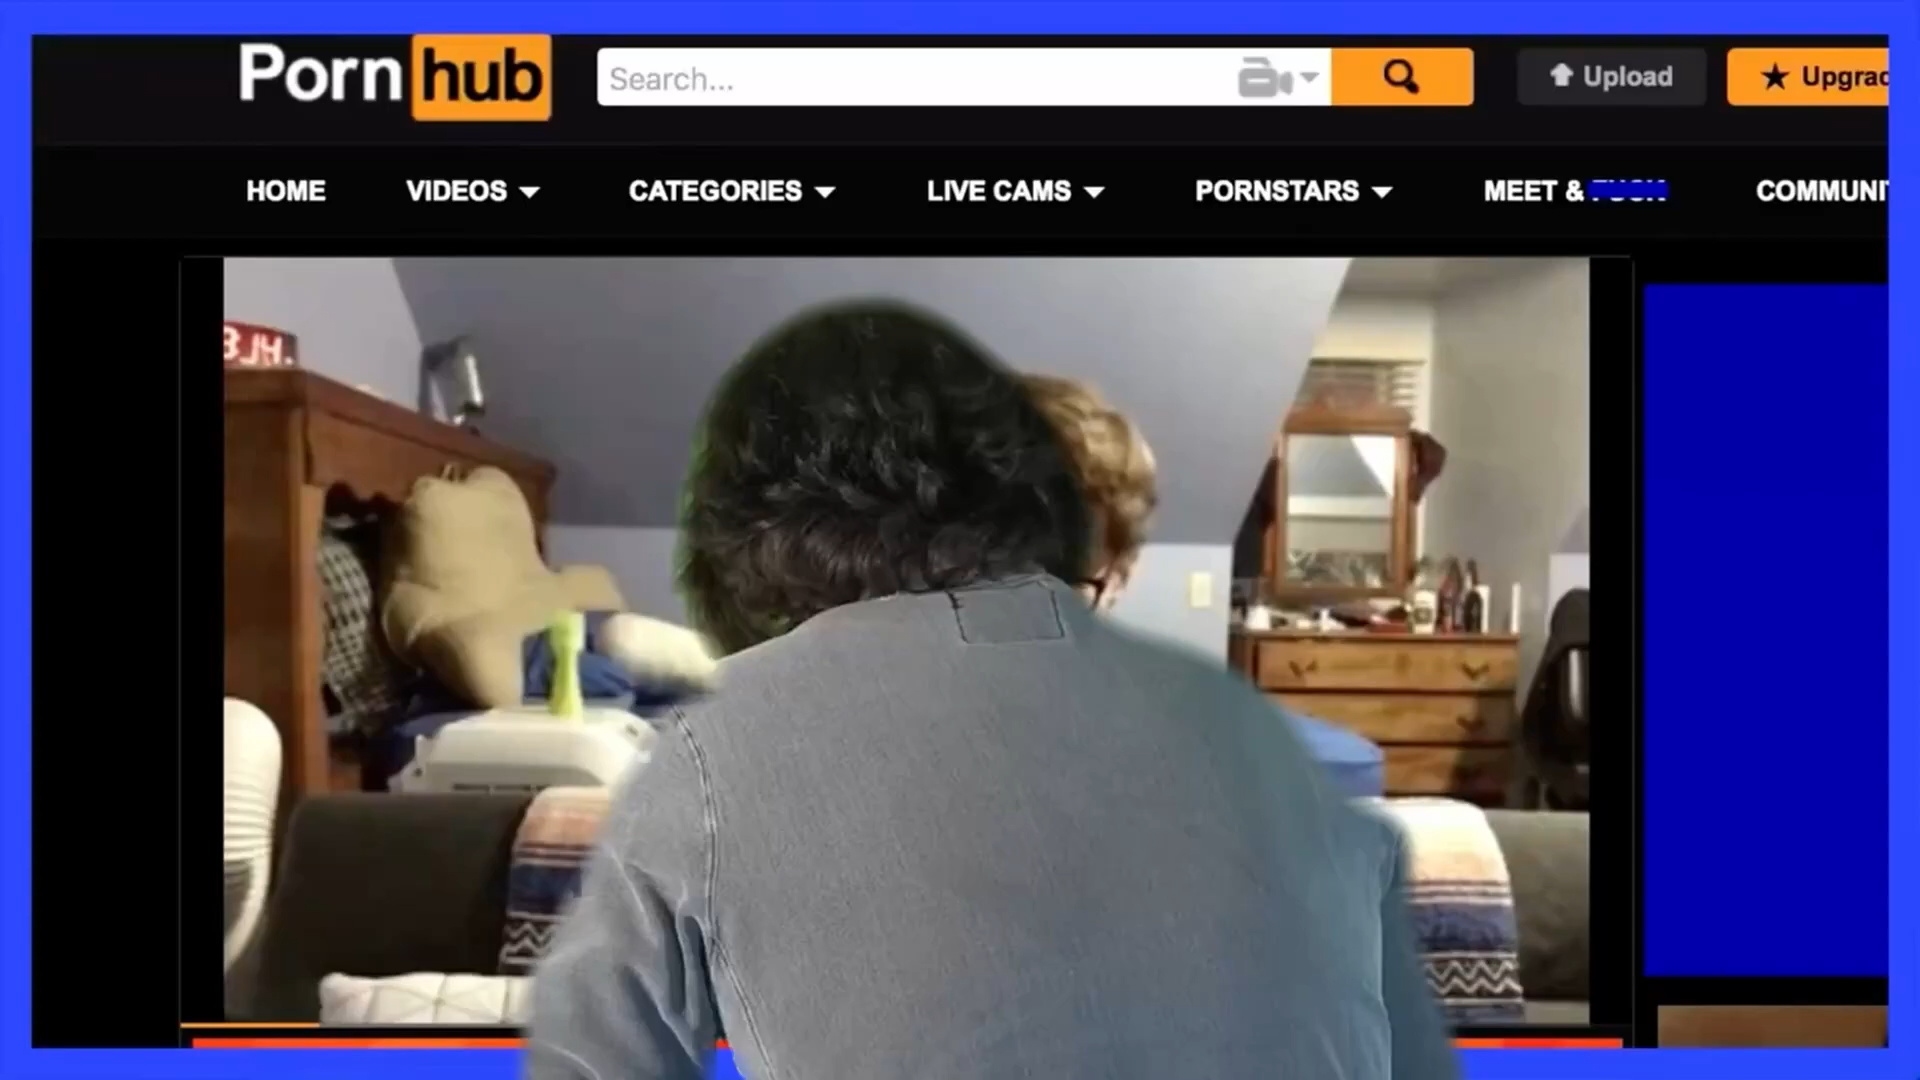 Porn hub
Search...
Upload
Upgrad
HOME
VIDEOS
CATEGORIES
LIVE CAMS
PORNSTARS
MEET &
COMMUNI